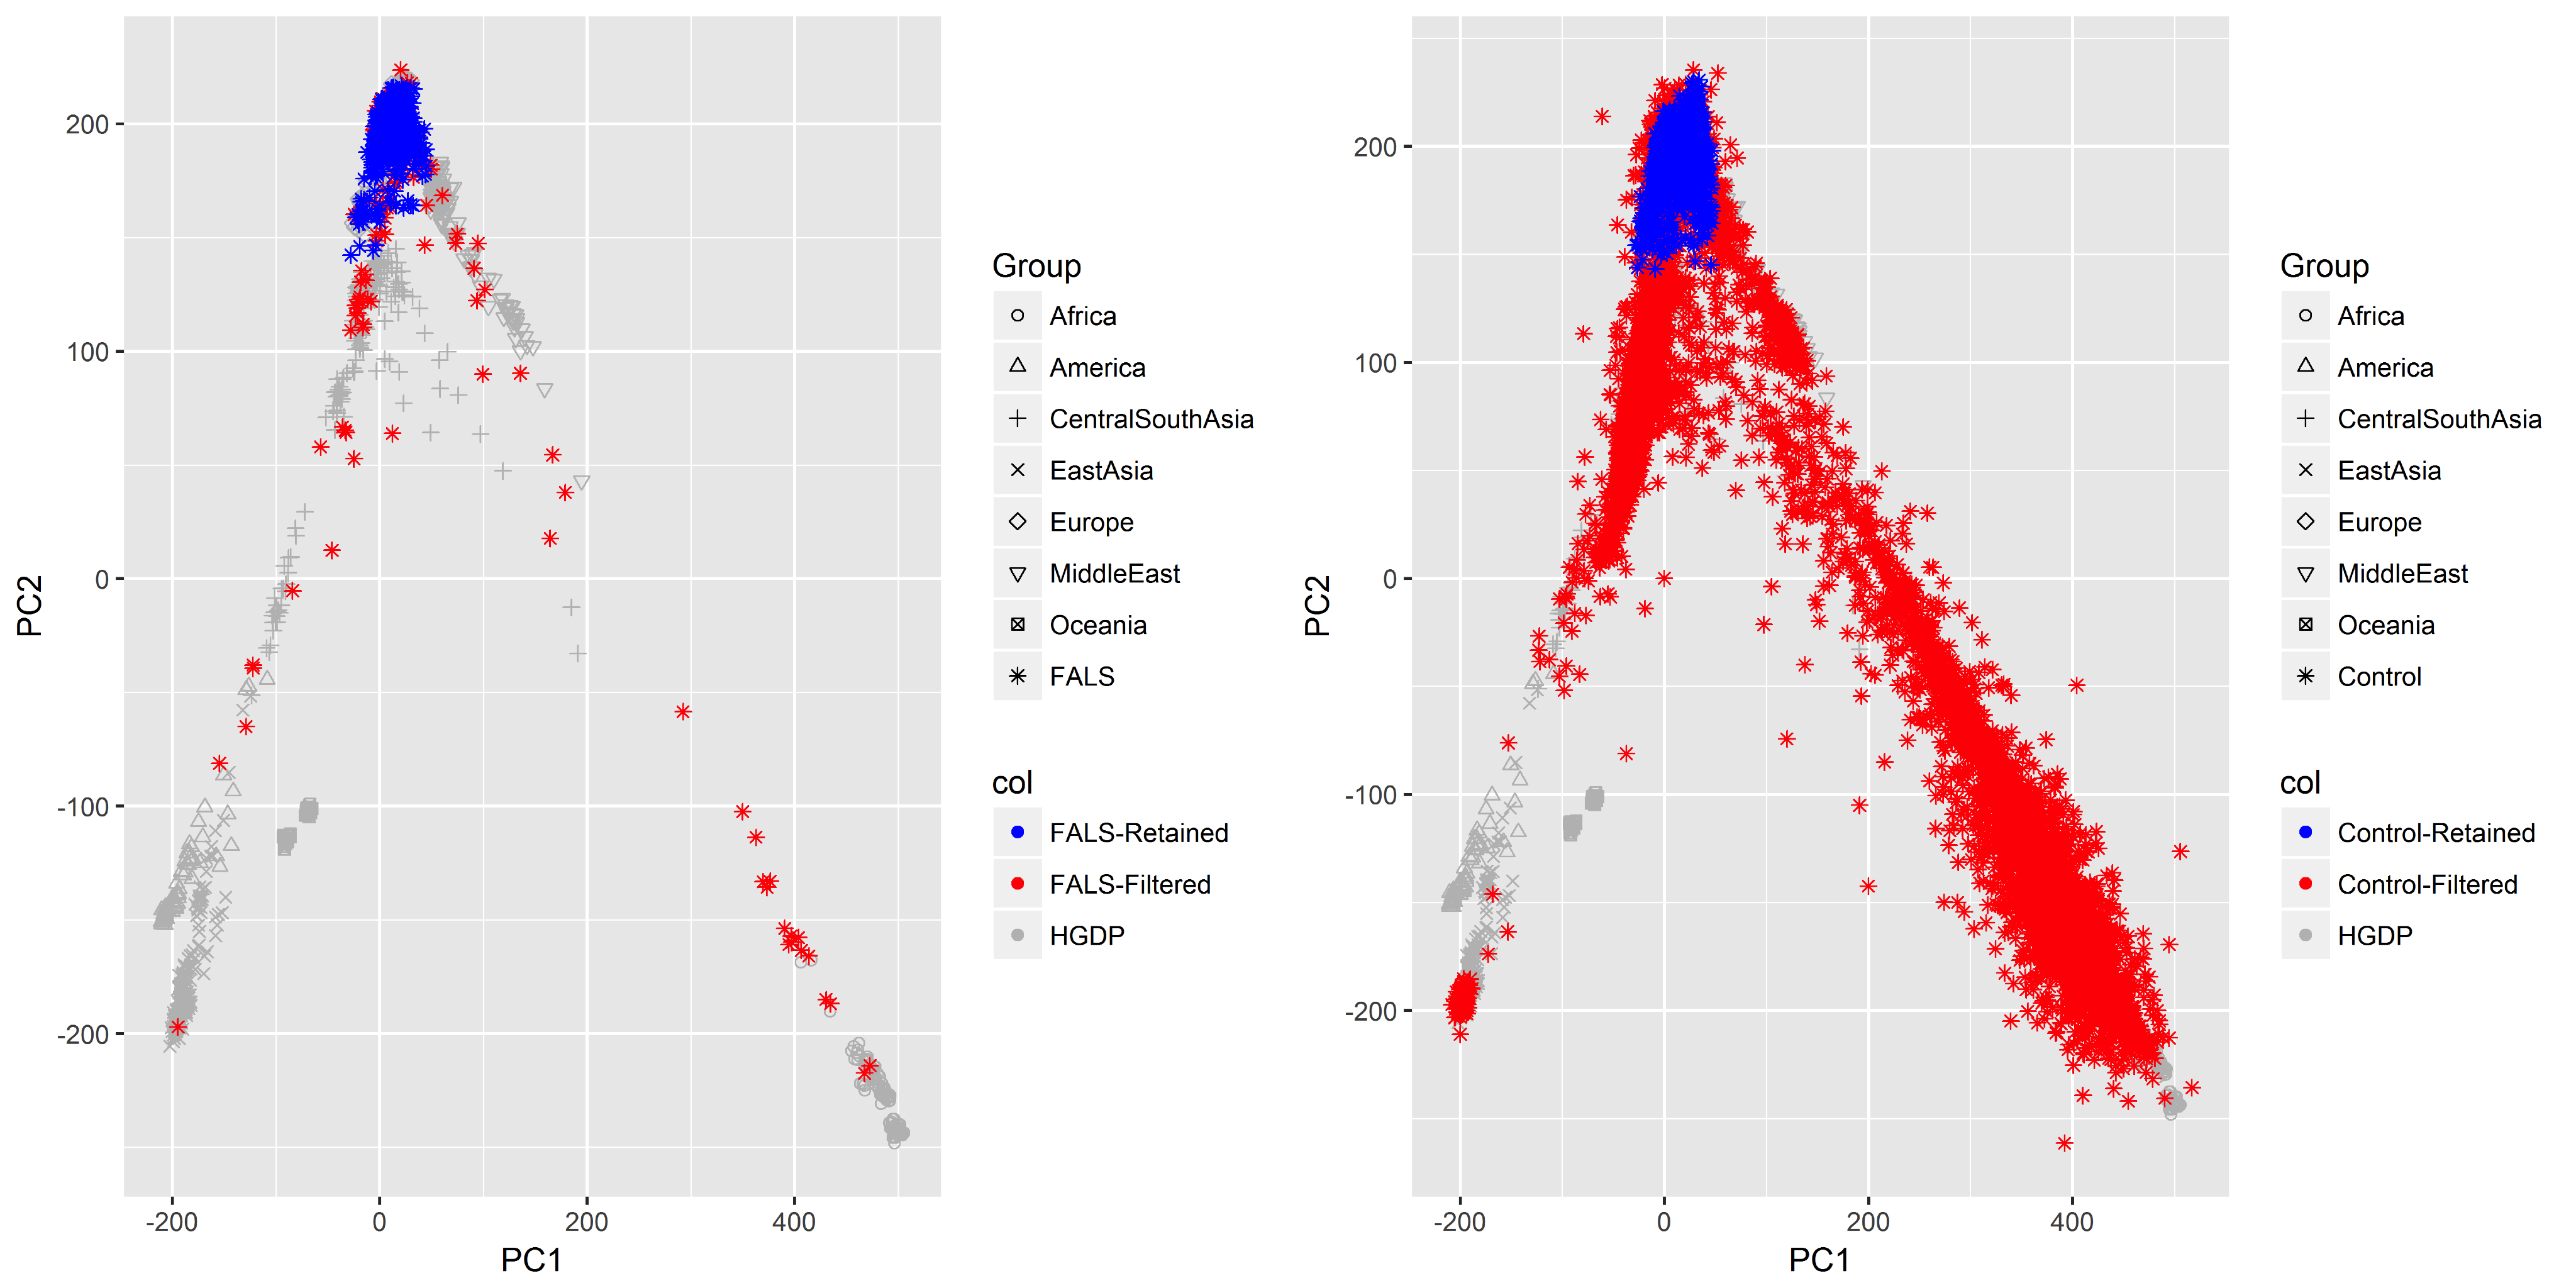 200
100
0
-100
-200
PC2
-200
0
200
400
PC1
Group
Africa
America
CentralSouthAsia
EastAsia
Europe
MiddleEast
Oceania
FALS
col
FALS-Retained
FALS-Filtered
HGDP
200
100
0
-100
-200
PC2
-200
0
200
400
PC1
Group
Africa
America
CentralSouthAsia
EastAsia
Europe
MiddleEast
Oceania
Control
col
Control-Retained
Control-Filtered
HGDP